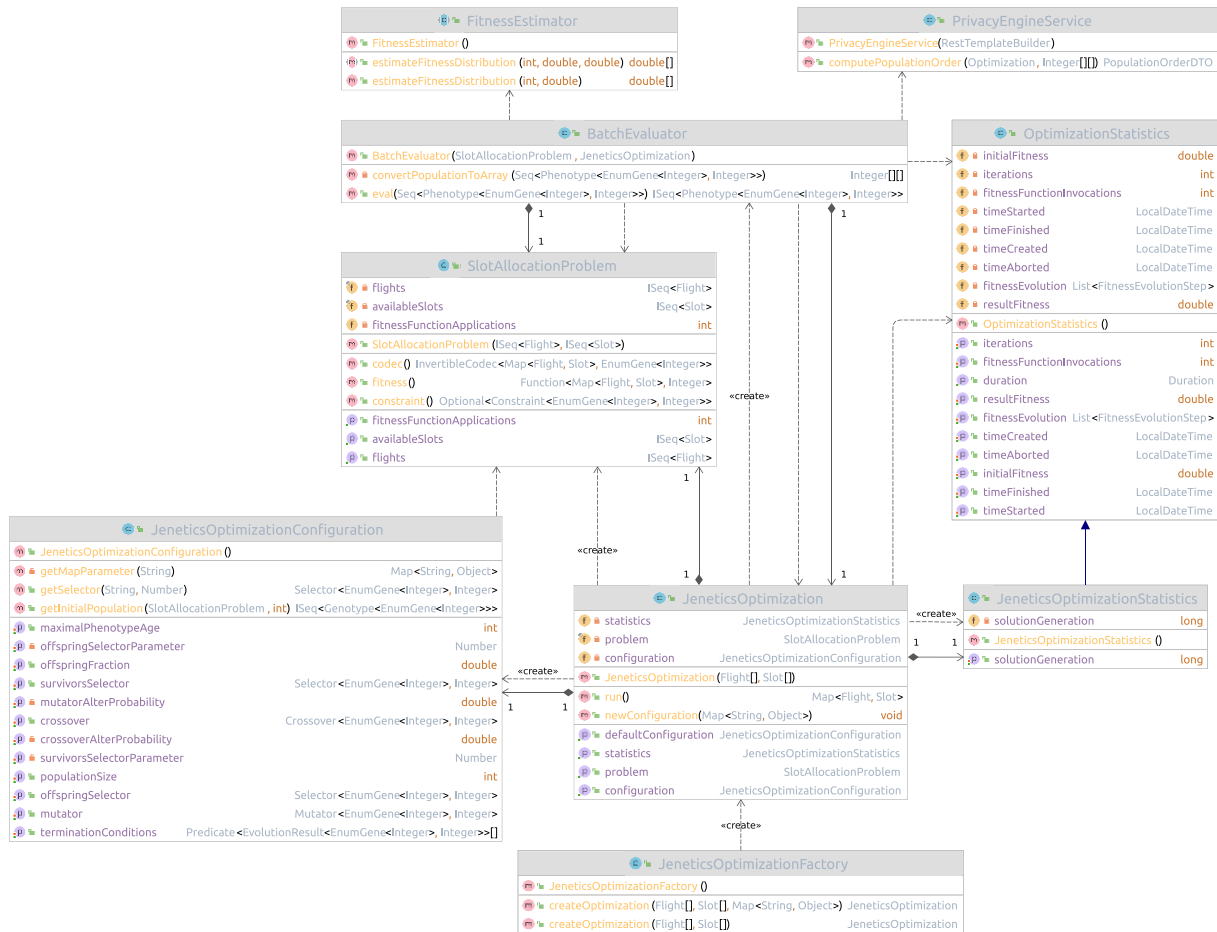 FitnessEstimator
FitnessEstimator ()
estimateFitnessDistribution (int, double, double) double[]
estimateFitnessDistribution (int, double) double[]
PrivacyEngineService
PrivacyEngineService(RestTemplateBuilder)
computePopulationOrder (Optimization, Integer[][]) PopulationOrderDTO
BatchEvaluator
BatchEvaluator(SlotAllocationProblem , JeneticsOptimization)
convertPopulationToArray (Seq<Phenotype<EnumGene<Integer>, Integer>>) Integer[][]
eval(Seq<Phenotype<EnumGene<Integer>, Integer>>) ISeq<Phenotype<EnumGene<Integer>, Integer>>
OptimizationStatistics
initialFitness double
iterations int
fitnessFunctionInvocations int
timeStarted LocalDateTime
timeFinished LocalDateTime
timeCreated LocalDateTime
timeAborted LocalDateTime
fitnessEvolution List<FitnessEvolutionStep>
resultFitness double
OptimizationStatistics ()
iterations int
fitnessFunctionInvocations int
duration Duration
resultFitness double
fitnessEvolution List<FitnessEvolutionStep>
timeCreated LocalDateTime
timeAborted LocalDateTime
initialFitness double
timeFinished LocalDateTime
timeStarted LocalDateTime
1
1
1
SlotAllocationProblem
flights ISeq<Flight>
availableSlots ISeq<Slot>
fitnessFunctionApplications int
SlotAllocationProblem (ISeq<Flight>, ISeq<Slot>)
codec() InvertibleCodec<Map<Flight, Slot>, EnumGene<Integer>>
fitness() Function<Map<Flight, Slot>, Integer>
constraint() Optional<Constraint<EnumGene<Integer>, Integer>>
fitnessFunctionApplications int
availableSlots ISeq<Slot>
flights ISeq<Flight>
«create»
1
«create»
1
1
JeneticsOptimizationConfiguration
JeneticsOptimizationConfiguration ()
getMapParameter (String) Map<String, Object>
getSelector(String, Number) Selector<EnumGene<Integer>, Integer>
getInitialPopulation (SlotAllocationProblem , int) ISeq<Genotype<EnumGene<Integer>>>
maximalPhenotypeAge int
offspringSelectorParameter Number
offspringFraction double
survivorsSelector Selector<EnumGene<Integer>, Integer>
mutatorAlterProbability double
crossover Crossover<EnumGene<Integer>, Integer>
crossoverAlterProbability double
survivorsSelectorParameter Number
populationSize int
offspringSelector Selector<EnumGene<Integer>, Integer>
mutator Mutator<EnumGene<Integer>, Integer>
terminationConditions Predicate<EvolutionResult<EnumGene<Integer>, Integer>>[]
«create»
1
1
JeneticsOptimization
statistics JeneticsOptimizationStatistics
problem SlotAllocationProblem
configuration JeneticsOptimizationConfiguration
JeneticsOptimization(Flight[], Slot[])
run() Map<Flight, Slot>
newConfiguration(Map<String, Object>) void
defaultConfiguration JeneticsOptimizationConfiguration
statistics JeneticsOptimizationStatistics
problem SlotAllocationProblem
configuration JeneticsOptimizationConfiguration
«create»
1
1
JeneticsOptimizationStatistics
solutionGeneration long
JeneticsOptimizationStatistics ()
solutionGeneration long
«create»
JeneticsOptimizationFactory
JeneticsOptimizationFactory ()
createOptimization (Flight[], Slot[], Map<String, Object>) JeneticsOptimization
createOptimization (Flight[], Slot[]) JeneticsOptimization